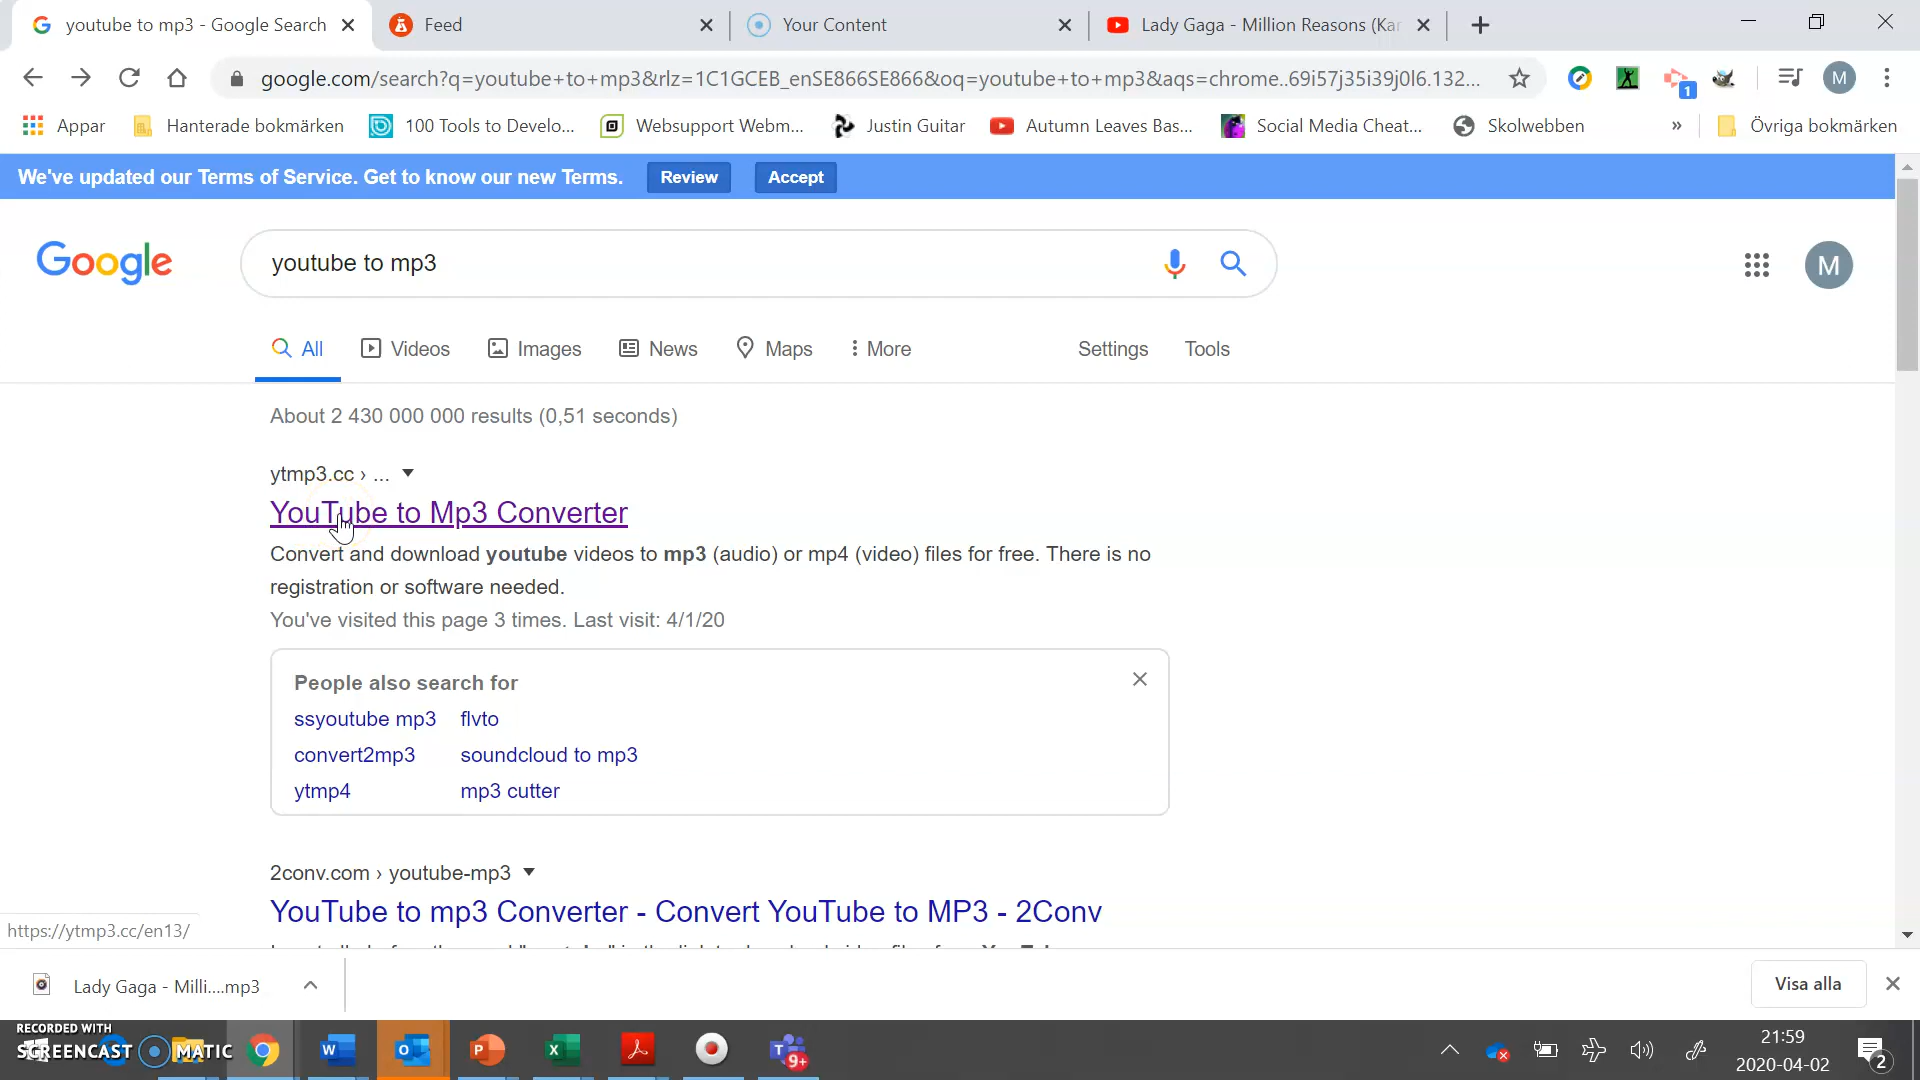 youtube to mp3 - Google Search
Feed
Your Content
Lady Gaga - Million Reasons (Kar
google.com/search?q=youtube+to+mp3&rlz=1C1GCEB_enSE866SE866&oq=youtube+to+mp3&aqs=chrome..69i57j35i39j0l6.132...
1
M
Appar
Hanterade bokmärken
100 Tools to Develo...
Websupport Webm...
Justin Guitar
Autumn Leaves Bas...
Social Media Cheat...
Skolwebben
»
Övriga bokmärken
We've updated our Terms of Service. Get to know our new Terms.
Review
Accept
Google
youtube to mp3
M
All
Videos
Images
News
Maps
More
Settings
Tools
About 2 430 000 000 results (0,51 seconds)
ytmp3.cc › ...
YouTube to Mp3 Converter
Convert and download youtube videos to mp3 (audio) or mp4 (video) files for free. There is no
registration or software needed.
You've visited this page 3 times. Last visit: 4/1/20
People also search for
ssyoutube mp3
flvto
convert2mp3
soundcloud to mp3
ytmp4
mp3 cutter
2conv.com › youtube-mp3
YouTube to mp3 Converter - Convert YouTube to MP3 - 2Conv
https://ytmp3.cc/en13/
Lady Gaga - Milli....mp3
Visa alla
RECORDED WITH
SCREENCAST MATIC
9+
21:59
2020-04-02
2